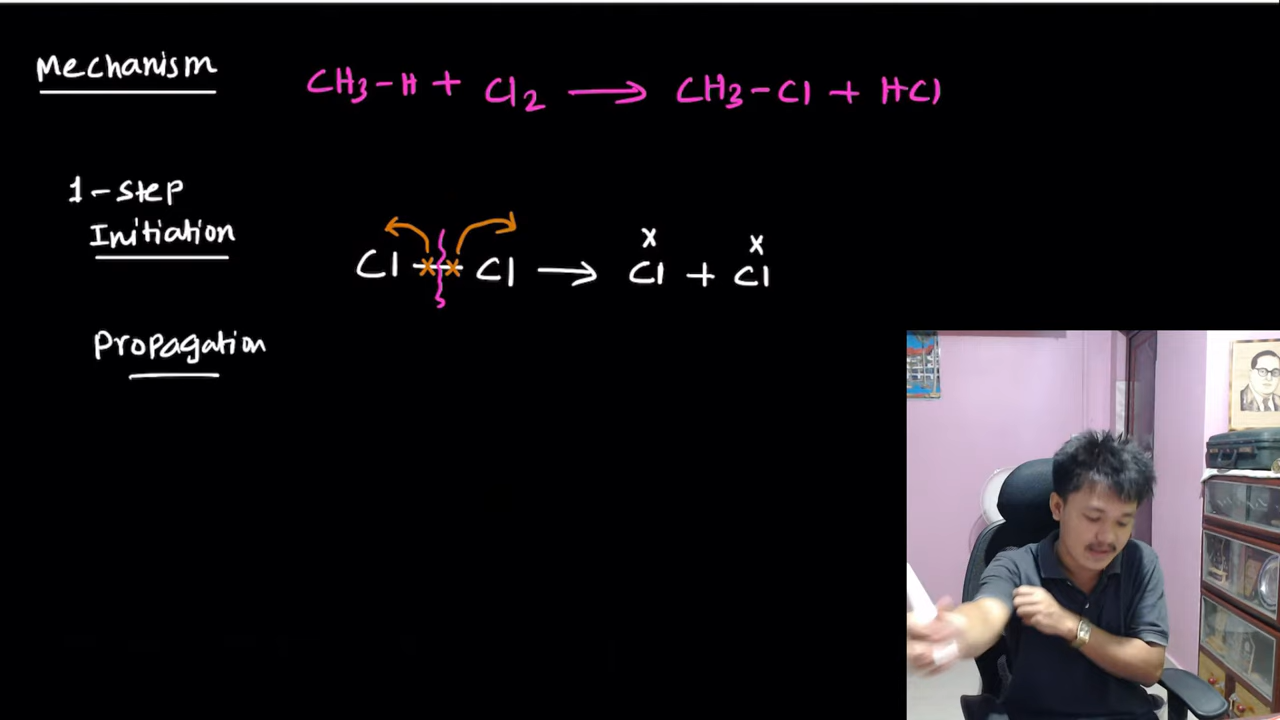 Mechanism
CH3-H + Cl2 → CH3-Cl + HCl
1-step
Initiation
Cl x x Cl → Cl + Cl
x x
Propagation